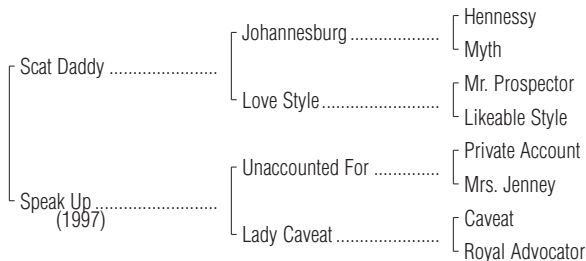 Hennessy
Johannesburg ....................
Myth
Scat Daddy ........................
Mr. Prospector
Love Style..........................
Likeable Style
Private Account
Unaccounted For ...............
Mrs. Jenney
Speak Up ...........................
(1997)
Caveat
Lady Caveat.......................
Royal Advocator